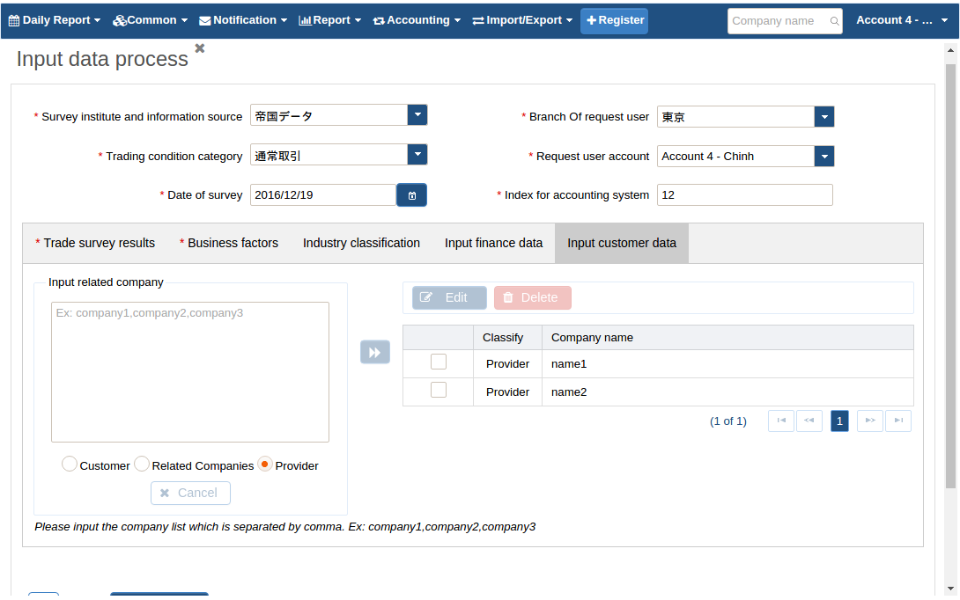 Daily Report Common Notification Report Accounting Import/Export Register Company name Account 4 - ...
Input data process
* Survey institute and information source 帝国データ * Branch Of request user 東京
* Trading condition category 通常取引 * Request user account Account 4 - Chinh
* Date of survey 2016/12/19 * Index for accounting system 12
* Trade survey results * Business factors Industry classification Input finance data Input customer data
Input related company
Ex: company1,company2,company3
Edit Delete
Classify Company name
Provider name1
Provider name2
(1 of 1) 1
Customer Related Companies Provider
Cancel
Please input the company list which is separated by comma. Ex: company1,company2,company3